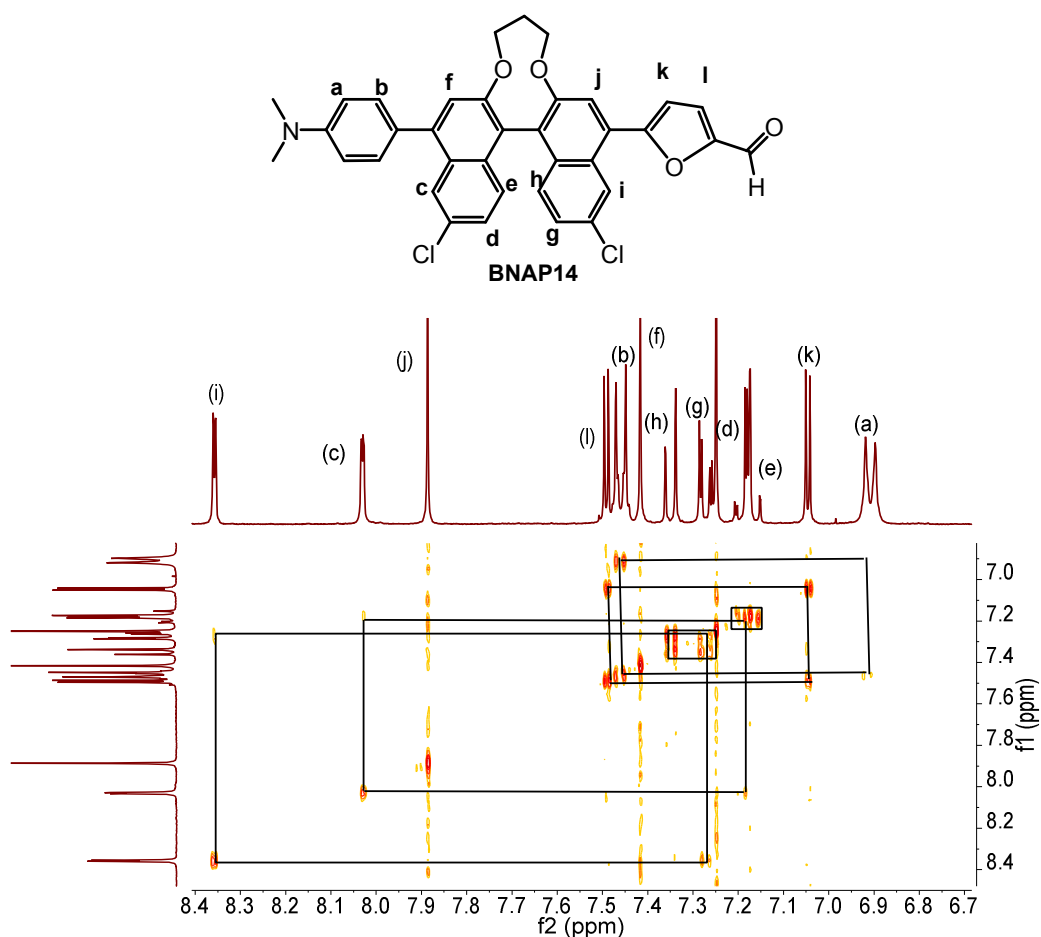 O O
a b f j k l
N O O
c e h i H
Cl d g Cl
BNAP14
(i) (j) (b) (f) (k)
(c) (l) (h) (g) (d) (e) (a)
7.0
7.2
7.4
7.6
7.8
8.0
8.2
8.4
f1 (ppm)
8.4 8.3 8.2 8.1 8.0 7.9 7.8 7.7 7.6 7.5 7.4 7.3 7.2 7.1 7.0 6.9 6.8 6.7
f2 (ppm)